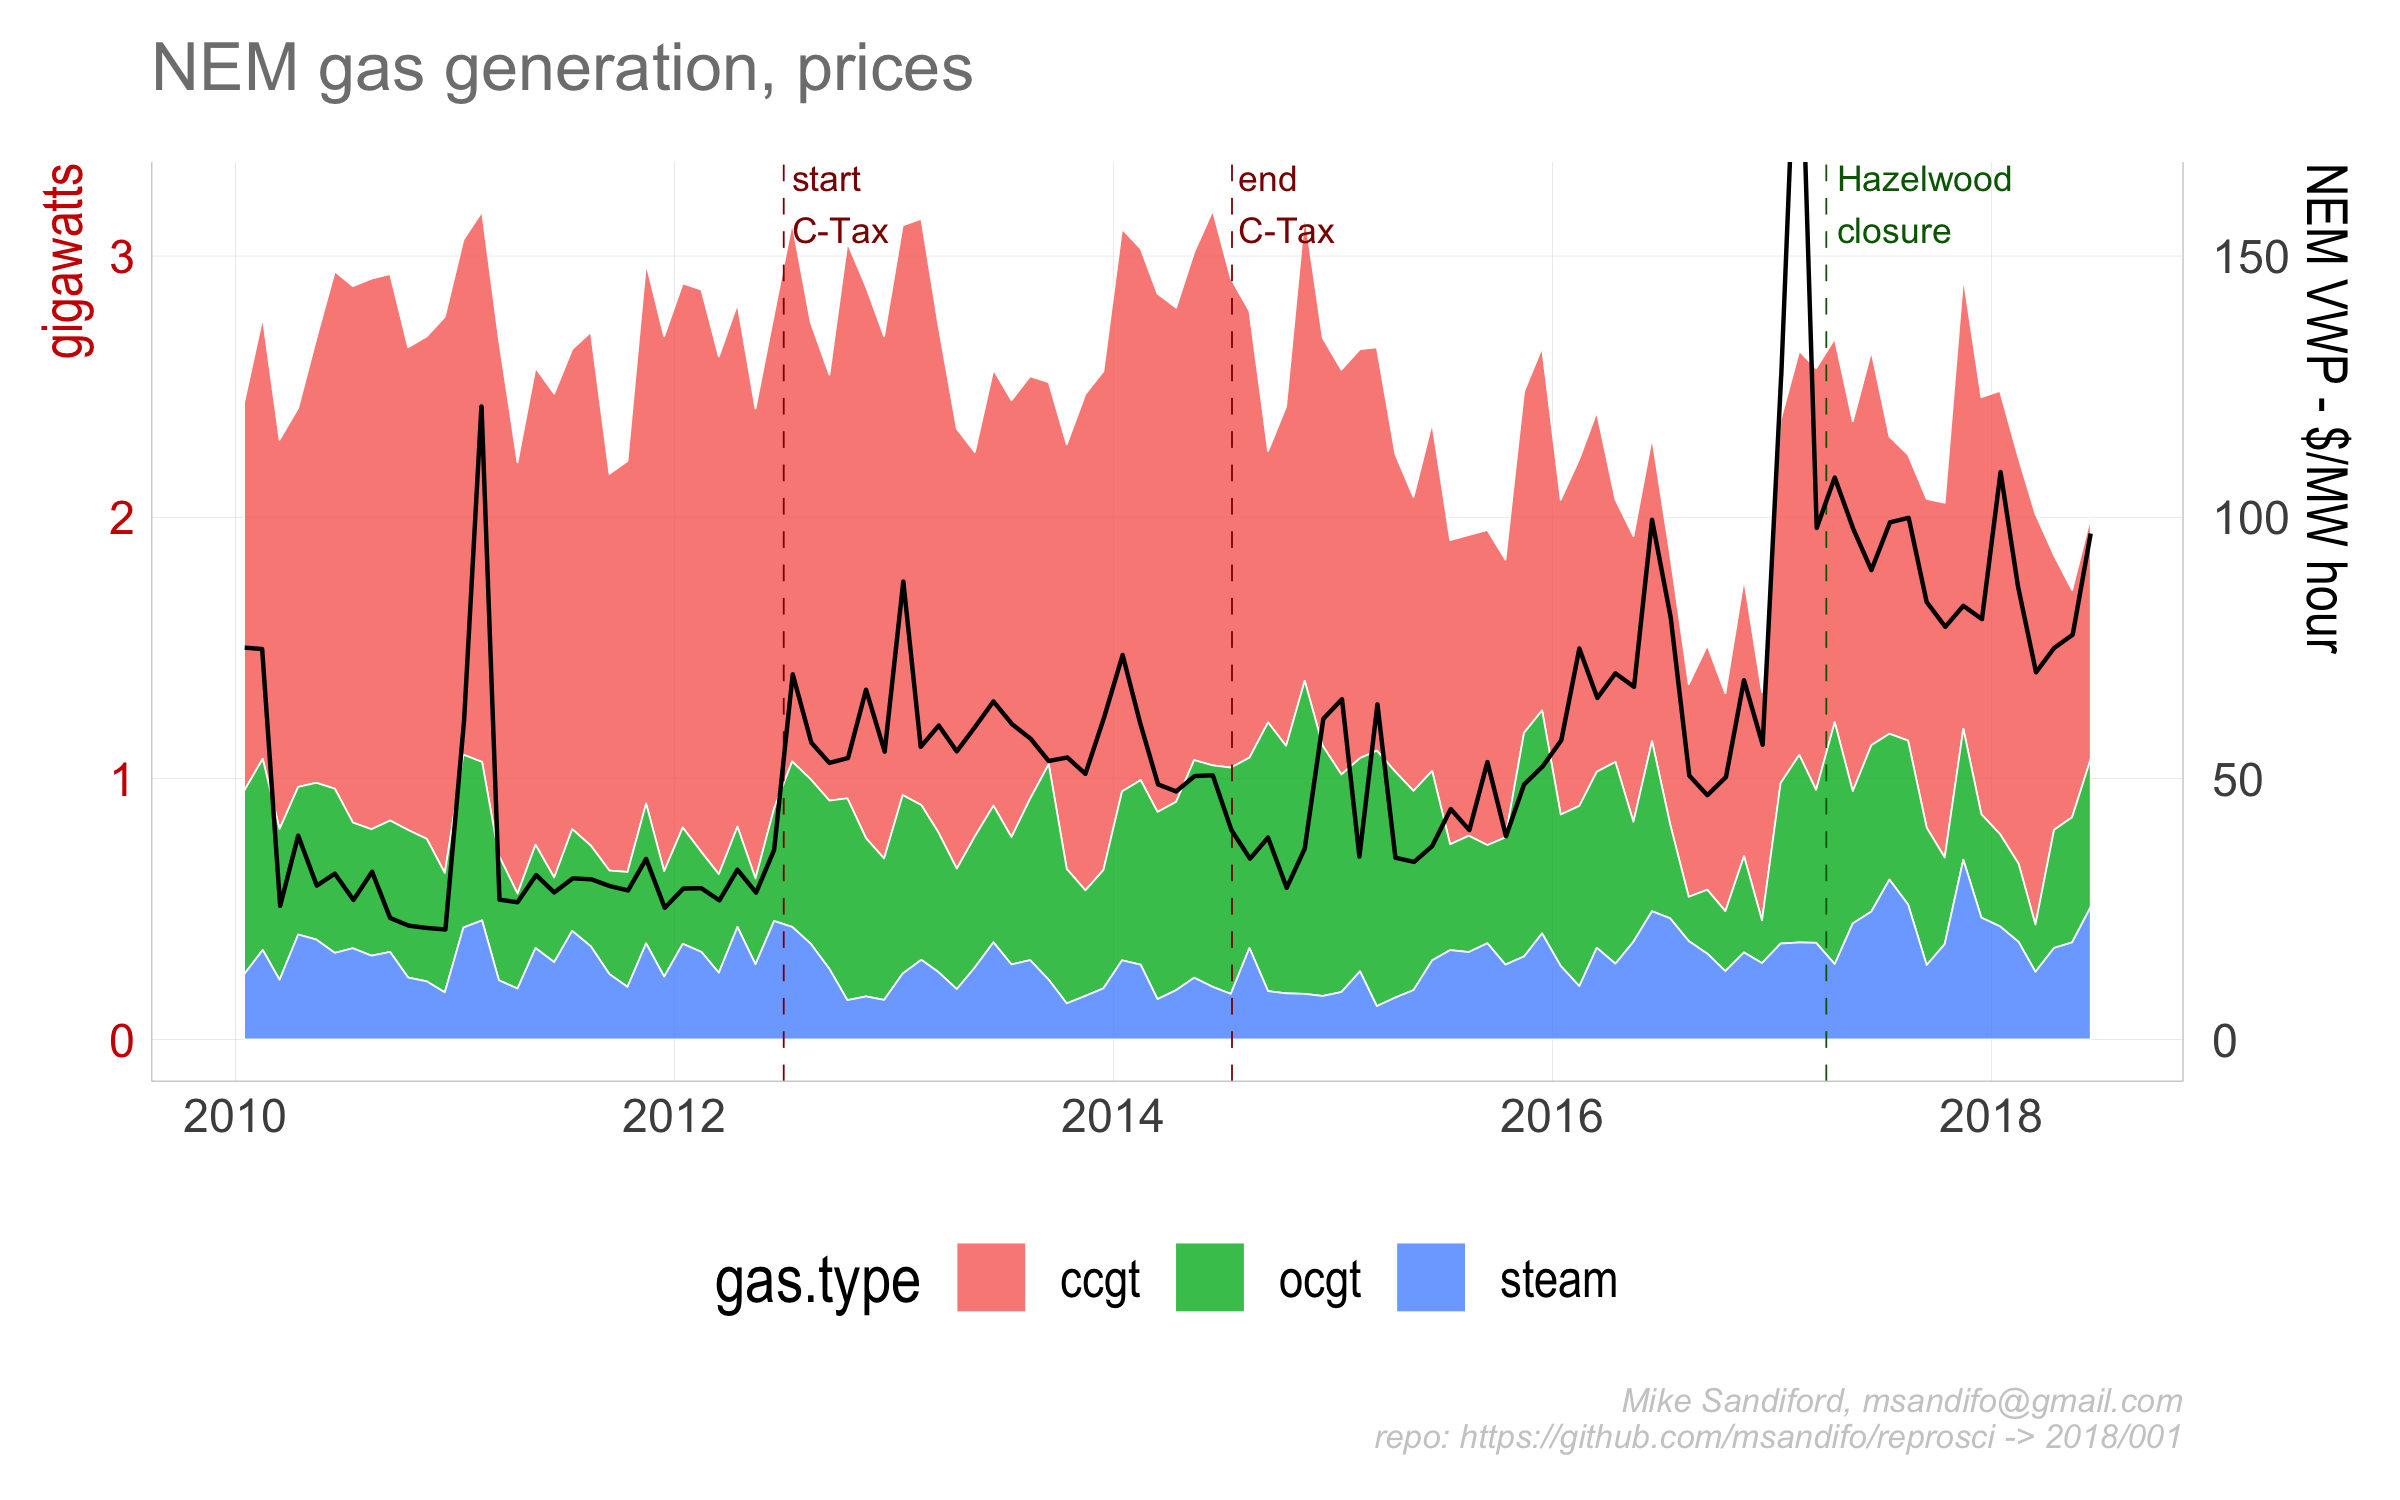 NEM gas generation, prices
gigawatts
NEM VWP - $/MW hour
start
C-Tax
end
C-Tax
Hazelwood
closure
3
2
1
0
150
100
50
0
2010
2012
2014
2016
2018
gas.type
ccgt
ocgt
steam
Mike Sandiford, msandifo@gmail.com
repo: https://github.com/msandifo/reprosci -> 2018/001